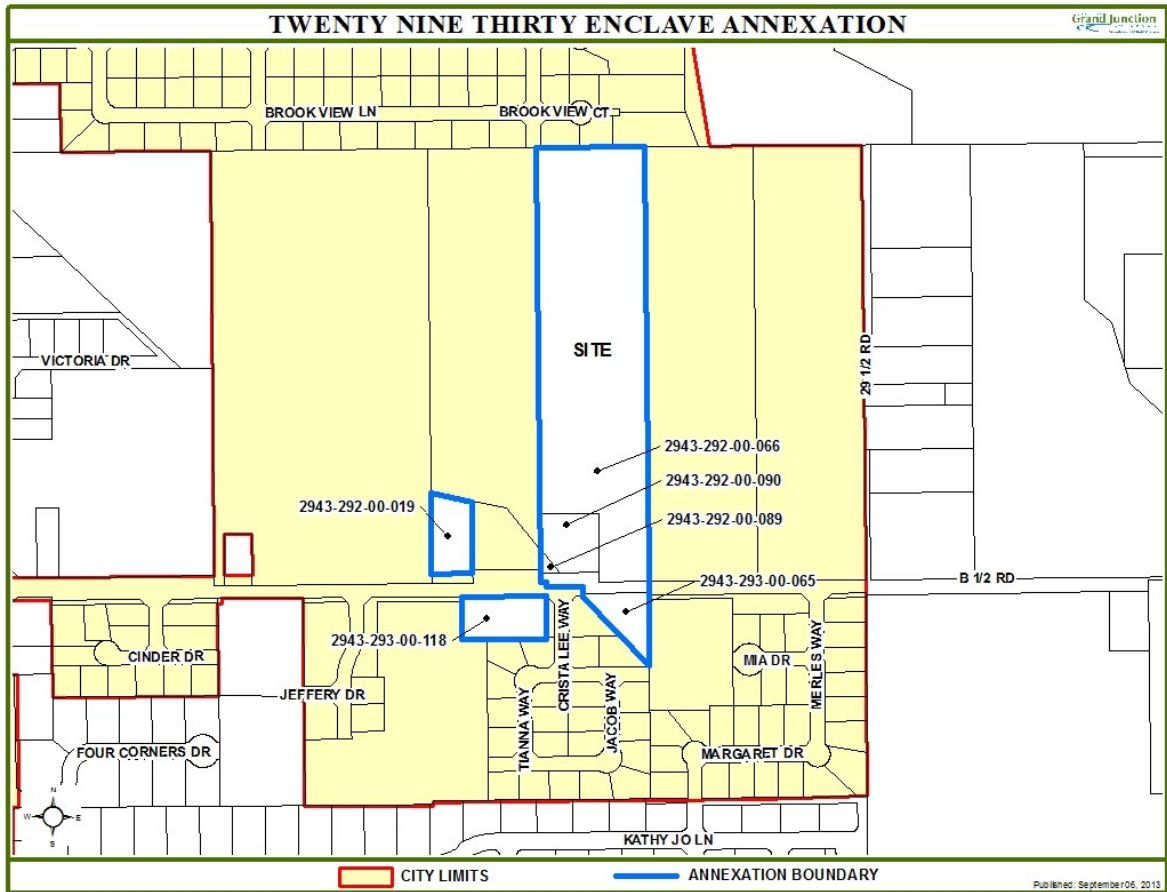 TWENTY NINE THIRTY ENCLAVE ANNEXATION
Grand Junction
BROOK VIEW LN
BROOK VIEW CT
VICTORIA DR
29 1/2 RD
SITE
2943-292-00-066
2943-292-00-090
2943-292-00-019
2943-292-00-089
B 1/2 RD
2943-293-00-065
2943-293-00-118
CINDER DR
CRISTA LEE WAY
MIA DR
MERLES WAY
JEFFERY DR
TIANNA WAY
JACOB WAY
FOUR CORNERS DR
MARGARET DR
N
W
E
S
KATHY JO LN
CITY LIMITS
ANNEXATION BOUNDARY
Published: September 06, 2013